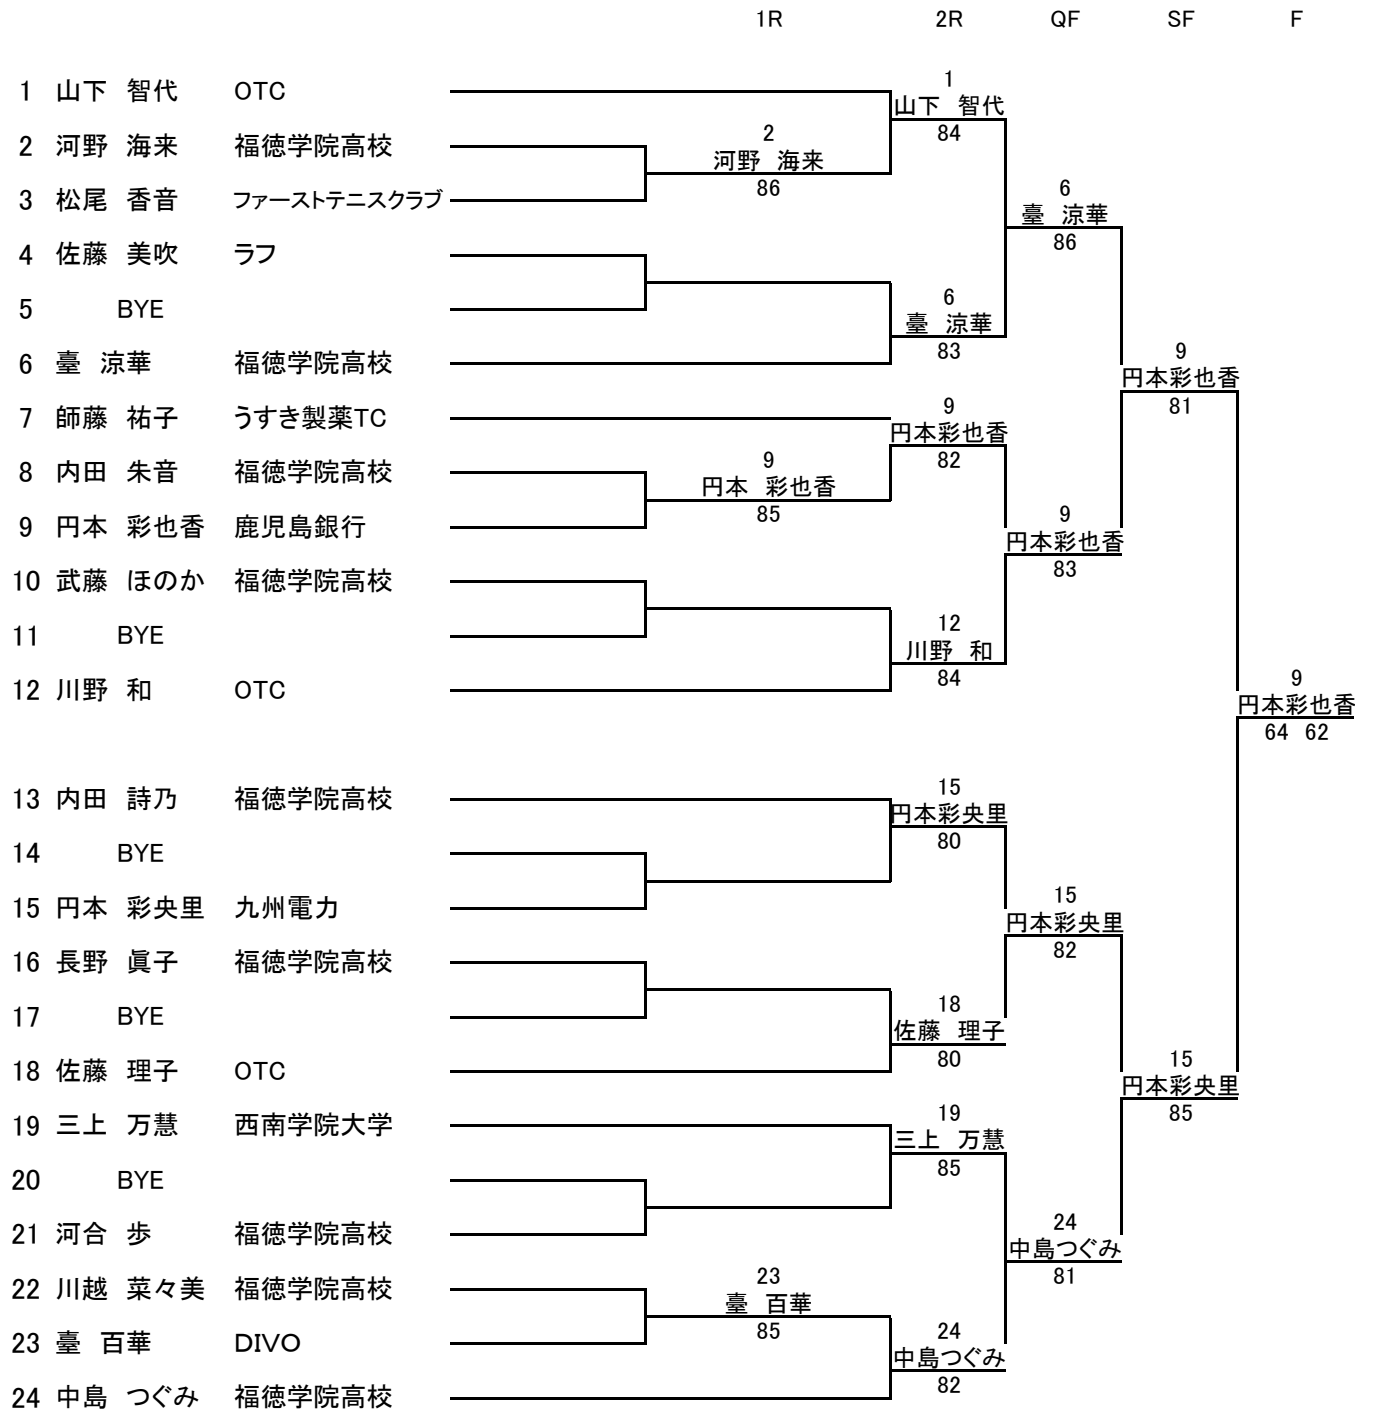 1R 2R QF SF F
1 山下 智代 OTC
1
山下 智代
84
2 河野 海来 福徳学院高校
2
河野 海来
86
3 松尾 香音 ファーストテニスクラブ
6
臺 涼華
86
4 佐藤 美吹 ラフ
5 BYE
6
臺 涼華
83
6 臺 涼華 福徳学院高校
9
円本彩也香
81
7 師藤 祐子 うすき製薬TC
9
円本彩也香
82
8 内田 朱音 福徳学院高校
9
円本 彩也香
85
9 円本 彩也香 鹿児島銀行
9
円本彩也香
83
10 武藤 ほのか 福徳学院高校
11 BYE
12
川野 和
84
12 川野 和 OTC
9
円本彩也香
64 62
13 内田 詩乃 福徳学院高校
15
円本彩央里
80
14 BYE
15 円本 彩央里 九州電力
15
円本彩央里
82
16 長野 眞子 福徳学院高校
17 BYE
18
佐藤 理子
80
18 佐藤 理子 OTC
15
円本彩央里
85
19 三上 万慧 西南学院大学
19
三上 万慧
85
20 BYE
21 河合 歩 福徳学院高校
24
中島つぐみ
81
22 川越 菜々美 福徳学院高校
23
臺 百華
85
23 臺 百華 DIVO
24
中島つぐみ
82
24 中島 つぐみ 福徳学院高校